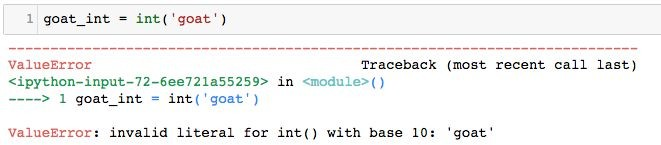 1 goat_int = int('goat')
---------------------------------------------------------------------------
ValueError                                Traceback (most recent call last)
<ipython-input-72-6ee721a55259> in <module>()
----> 1 goat_int = int('goat')

ValueError: invalid literal for int() with base 10: 'goat'